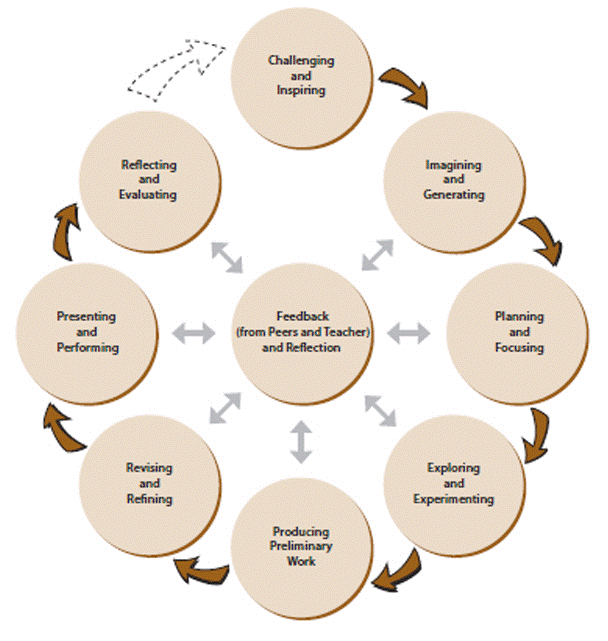 Challenging
and
Inspiring
Imagining
and
Generating
Planning
and
Focusing
Exploring
and
Experimenting
Producing
Preliminary
Work
Revising
and
Refining
Presenting
and
Performing
Reflecting
and
Evaluating
Feedback
(from Peers and Teacher)
and Reflection